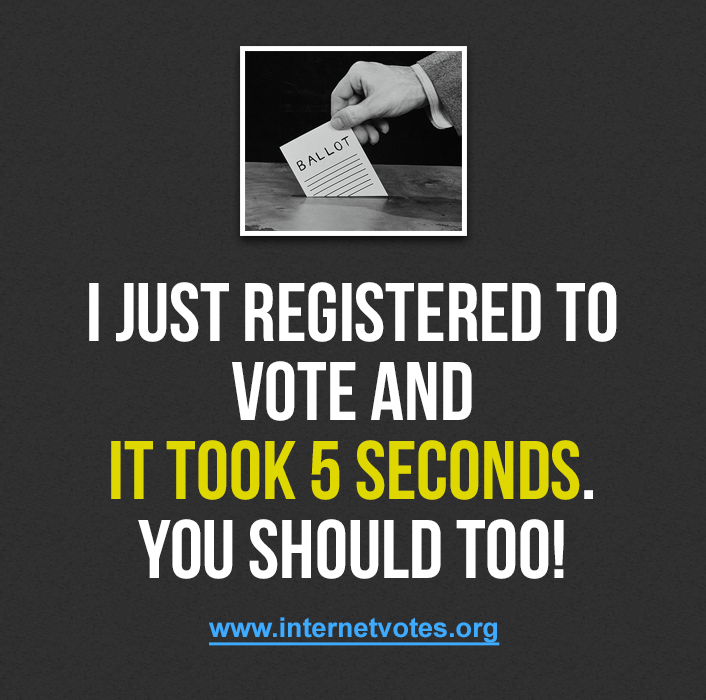 BALLOT
I JUST REGISTERED TO
VOTE AND
IT TOOK 5 SECONDS.
YOU SHOULD TOO!
www.internetvotes.org